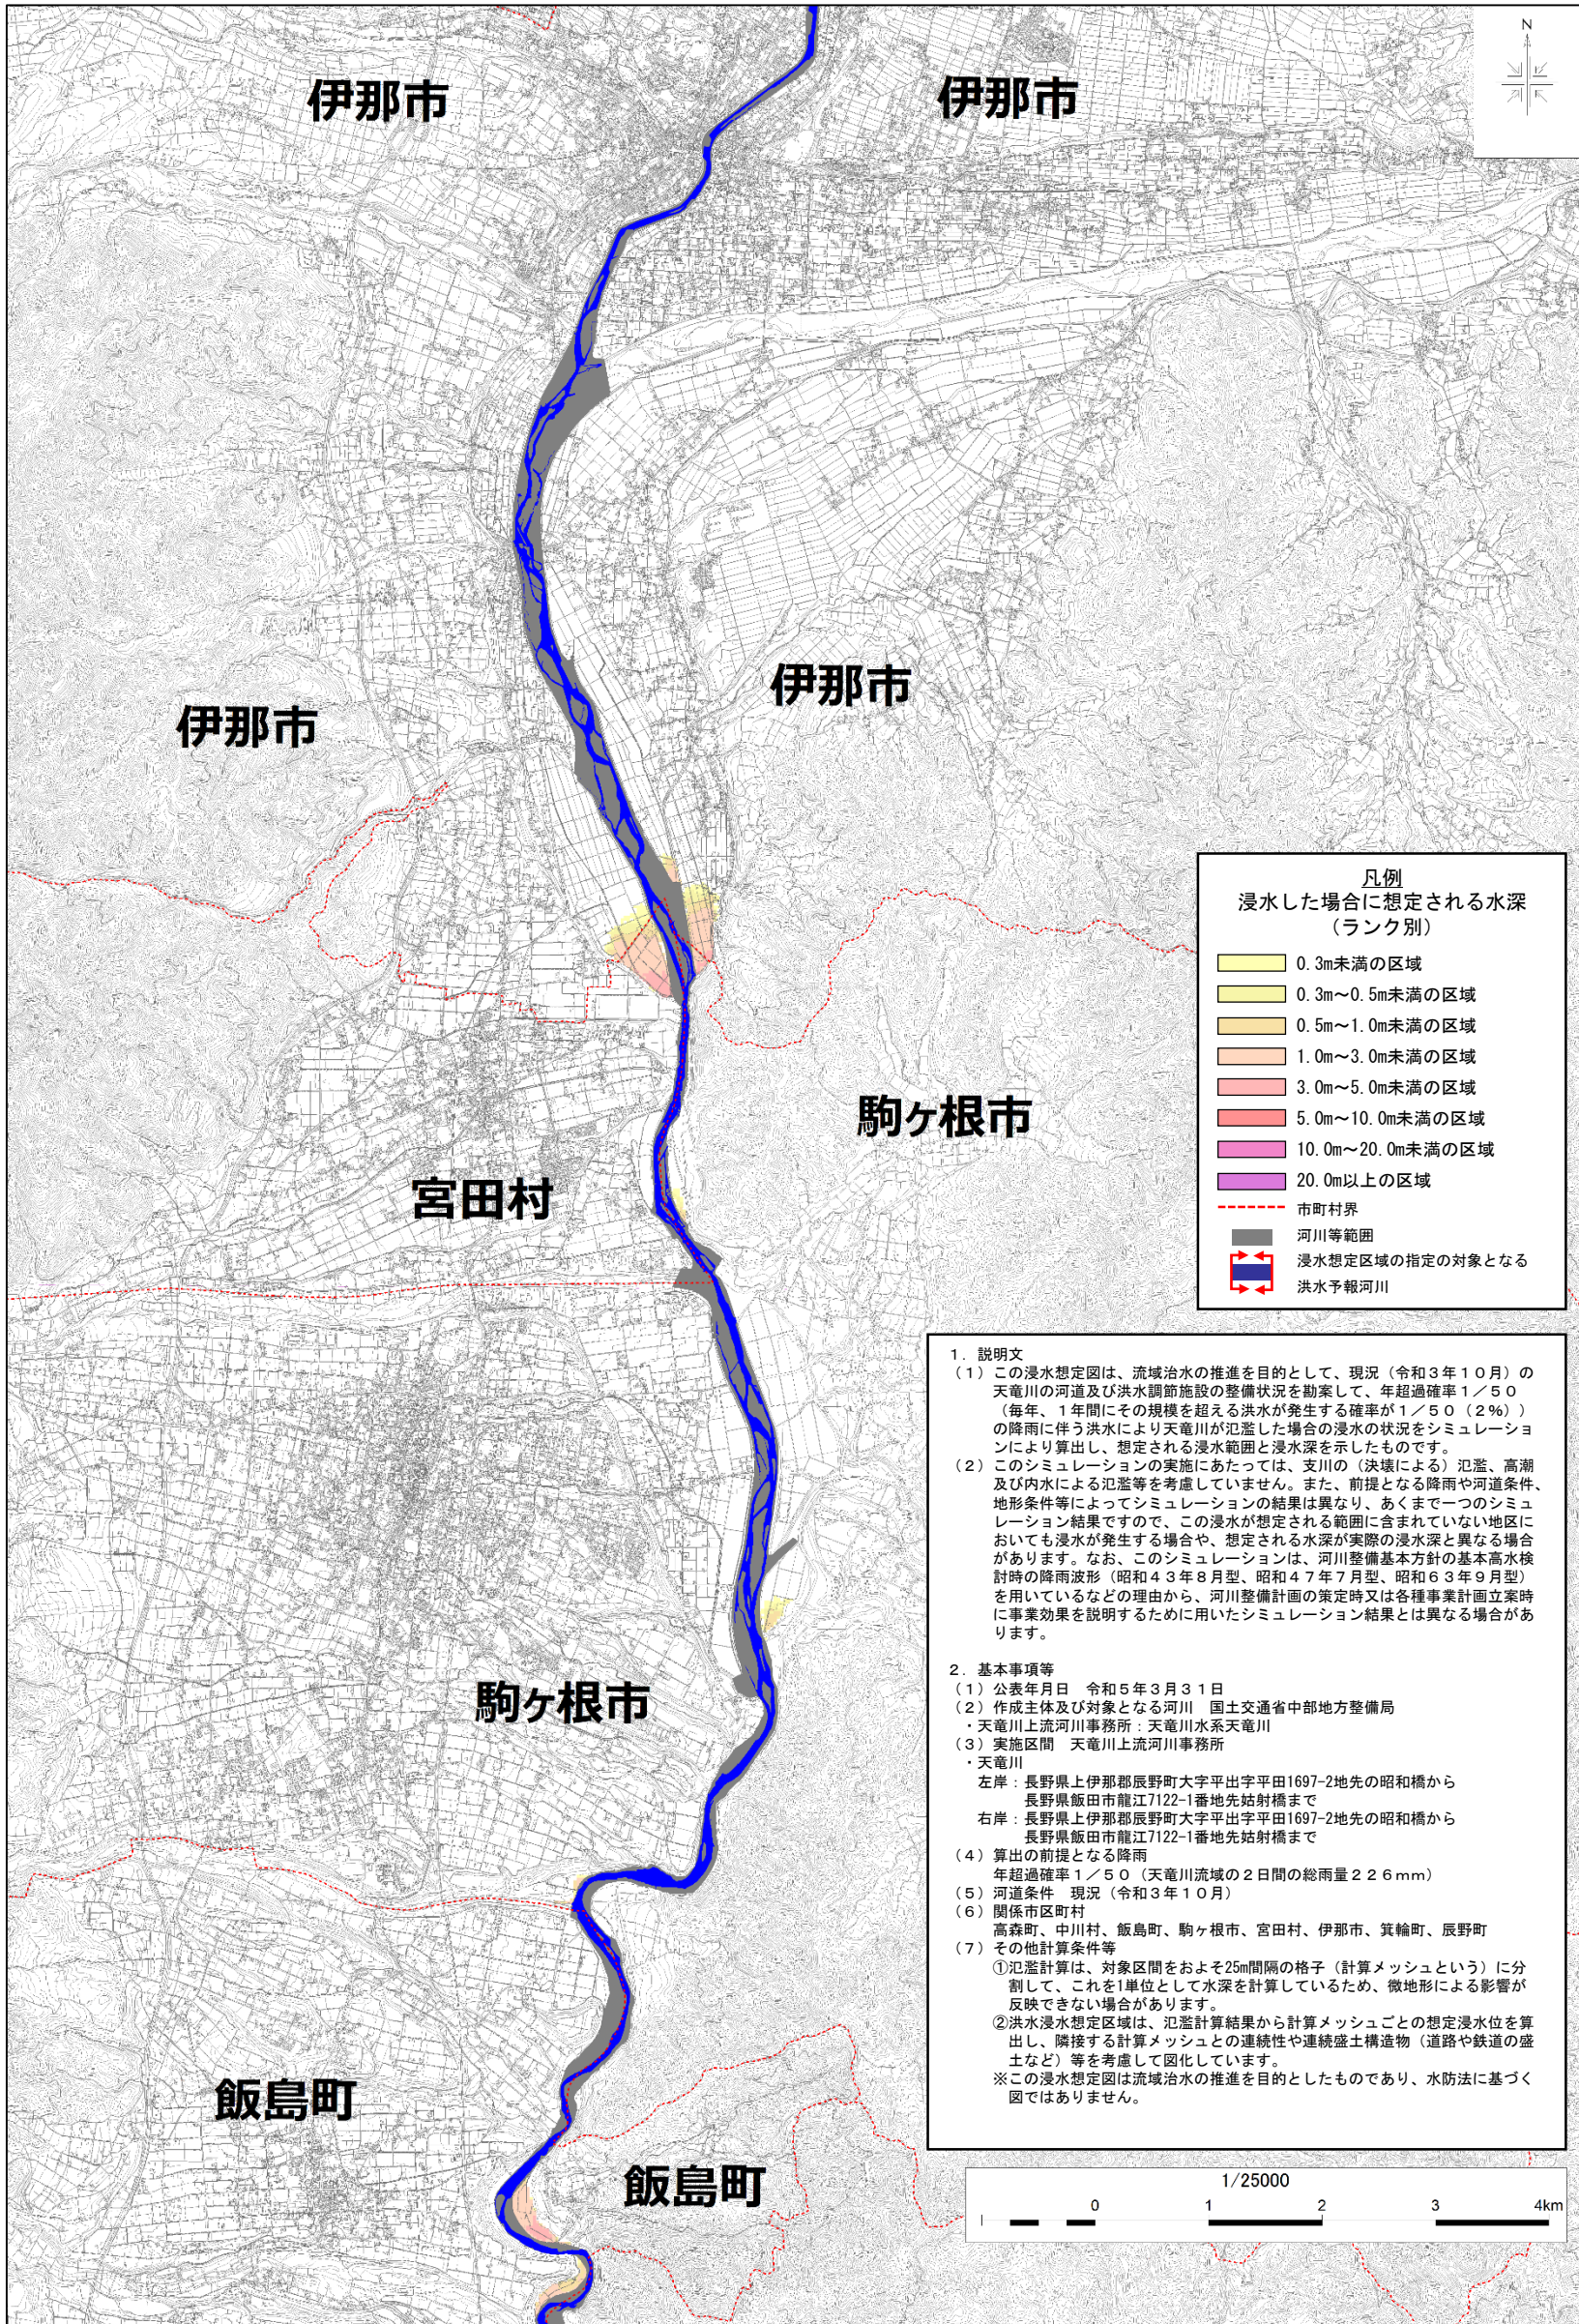 N
伊那市
伊那市
伊那市
伊那市
駒ヶ根市
宮田村
駒ヶ根市
飯島町
飯島町
凡例
浸水した場合に想定される水深
（ランク別）
0.3m未満の区域
0.3m～0.5m未満の区域
0.5m～1.0m未満の区域
1.0m～3.0m未満の区域
3.0m～5.0m未満の区域
5.0m～10.0m未満の区域
10.0m～20.0m未満の区域
20.0m以上の区域
市町村界
河川等範囲
浸水想定区域の指定の対象となる
洪水予報河川
１．説明文
（１）この浸水想定図は、流域治水の推進を目的として、現況（令和３年１０月）の
天竜川の河道及び洪水調節施設の整備状況を勘案して、年超過確率１／５０
（毎年、１年間にその規模を超える洪水が発生する確率が１／５０（２％））
の降雨に伴う洪水により天竜川が氾濫した場合の浸水の状況をシミュレーショ
ンにより算出し、想定される浸水範囲と浸水深を示したものです。
（２）このシミュレーションの実施にあたっては、支川の（決壊による）氾濫、高潮
及び内水による氾濫等を考慮していません。また、前提となる降雨や河道条件、
地形条件等によってシミュレーションの結果は異なり、あくまで一つのシミュ
レーション結果ですので、この浸水が想定される範囲に含まれていない地区に
おいても浸水が発生する場合や、想定される水深が実際の浸水深と異なる場合
があります。なお、このシミュレーションは、河川整備基本方針の基本高水検
討時の降雨波形（昭和４３年８月型、昭和４７年７月型、昭和６３年９月型）
を用いているなどの理由から、河川整備計画の策定時又は各種事業計画立案時
に事業効果を説明するために用いたシミュレーション結果とは異なる場合があ
ります。
２．基本事項等
（１）公表年月日　令和５年３月３１日
（２）作成主体及び対象となる河川　国土交通省中部地方整備局
・天竜川上流河川事務所：天竜川水系天竜川
（３）実施区間　天竜川上流河川事務所
・天竜川
左岸：長野県上伊那郡辰野町大字平出字平田1697-2地先の昭和橋から
長野県飯田市龍江7122-1番地先姑射橋まで
右岸：長野県上伊那郡辰野町大字平出字平田1697-2地先の昭和橋から
長野県飯田市龍江7122-1番地先姑射橋まで
（４）算出の前提となる降雨
年超過確率１／５０（天竜川流域の２日間の総雨量２２６ｍｍ）
（５）河道条件　現況（令和３年１０月）
（６）関係市区町村
高森町、中川村、飯島町、駒ヶ根市、宮田村、伊那市、箕輪町、辰野町
（７）その他計算条件等
①氾濫計算は、対象区間をおよそ25m間隔の格子（計算メッシュという）に分
割して、これを1単位として水深を計算しているため、微地形による影響が
反映できない場合があります。
②洪水浸水想定区域は、氾濫計算結果から計算メッシュごとの想定浸水位を算
出し、隣接する計算メッシュとの連続性や連続盛土構造物（道路や鉄道の盛
土など）等を考慮して図化しています。
※この浸水想定図は流域治水の推進を目的としたものであり、水防法に基づく
図ではありません。
1/25000
0 1 2 3 4km